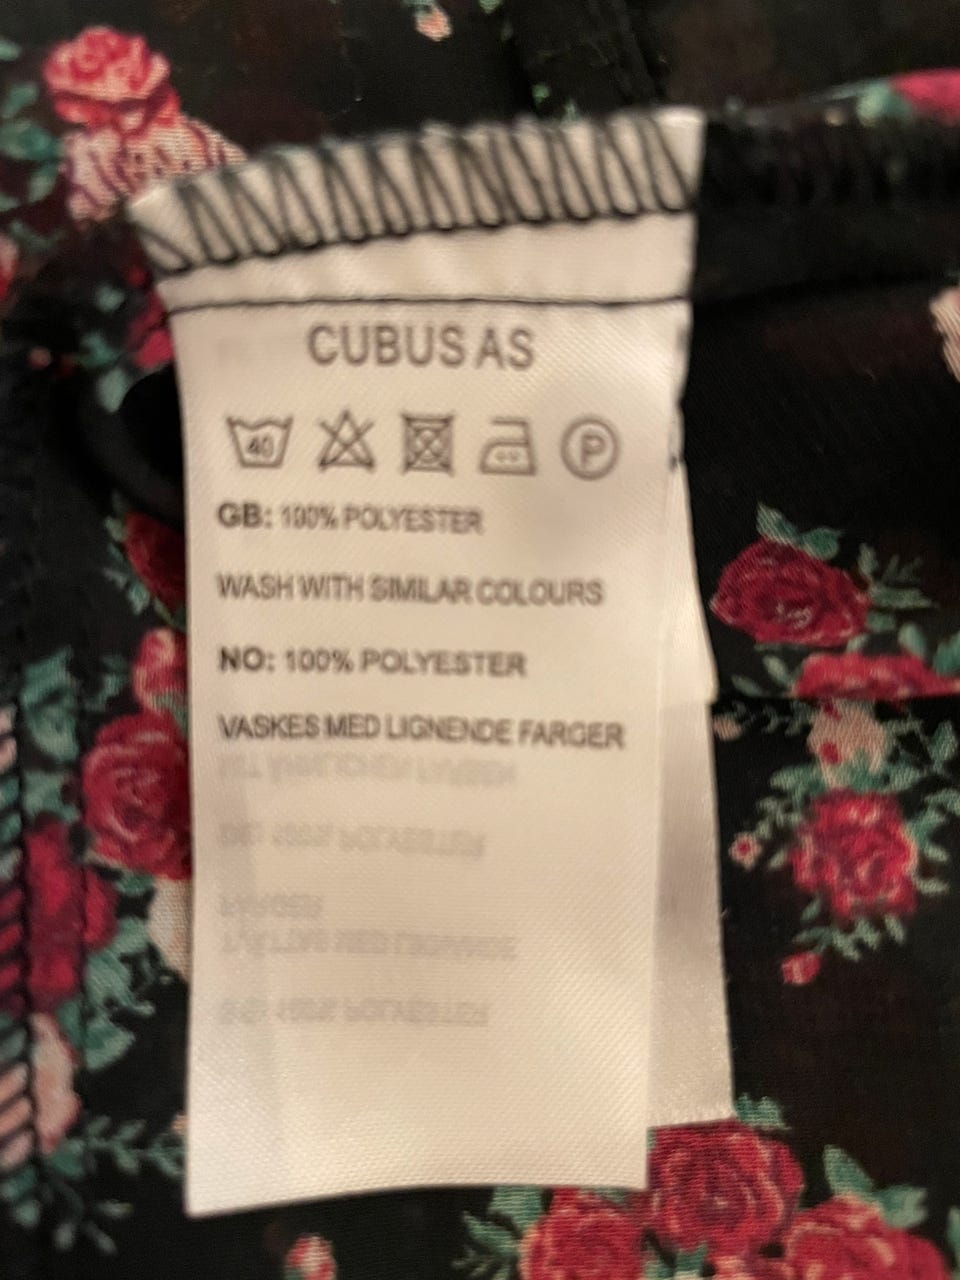 CUBUS AS
40 P
GB: 100% POLYESTER
WASH WITH SIMILAR COLOURS
NO: 100% POLYESTER
VASKES MED LIGNENDE FARGER